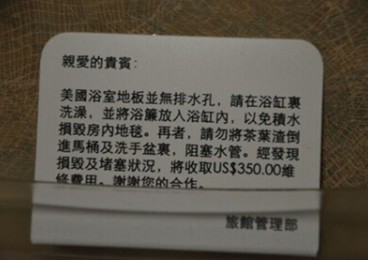 親愛的貴賓:
美國浴室地板並無排水孔，請在浴缸裏
洗澡，並將浴簾放入浴缸內，以免積水
損毀房內地毯。再者，請勿將茶葉渣倒
進馬桶及洗手盆裏，阻塞水管。經發現
損毀及堵塞狀況，將收取US$350.00維
修費用。謝謝您的合作。
旅館管理部